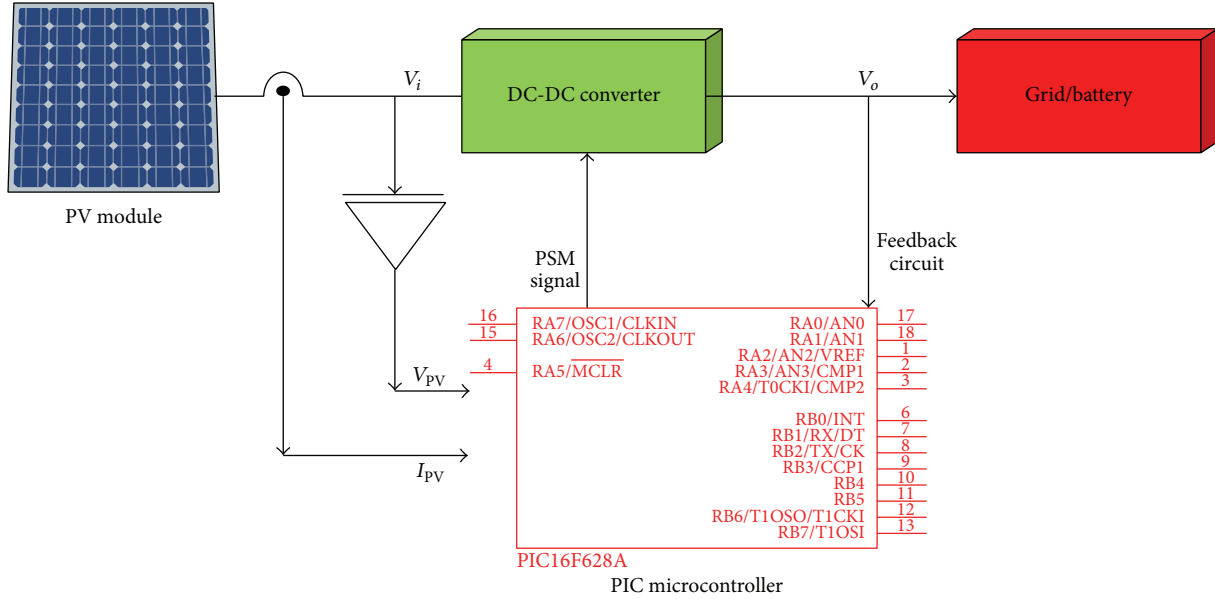 V_i
DC-DC converter
V_o
Grid/battery
PV module
PSM
signal
Feedback
circuit
16
RA7/OSC1/CLKIN
15
RA6/OSC2/CLKOUT
4
RA5/MCLR
V_PV
I_PV
RA0/AN0
17
RA1/AN1
18
RA2/AN2/VREF
1
RA3/AN3/CMP1
2
RA4/T0CKI/CMP2
3
RB0/INT
6
RB1/RX/DT
7
RB2/TX/CK
8
RB3/CCP1
9
RB4
10
RB5
11
RB6/T1OSO/T1CKI
12
RB7/T1OSI
13
PIC16F628A
PIC microcontroller